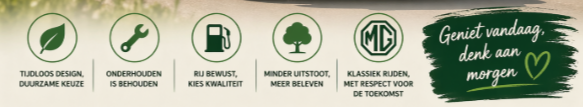 TIJDLOOS DESIGN,
DUURZAME KEUZE
ONDERHOUDEN
IS BEHOUDEN
RIJ BEWUST,
KIES KWALITEIT
MINDER UITSTOOT,
MEER BELEVEN
MG
KLASSIEK RIJDEN,
MET RESPECT VOOR
DE TOEKOMST
Geniet vandaag,
denk aan
morgen